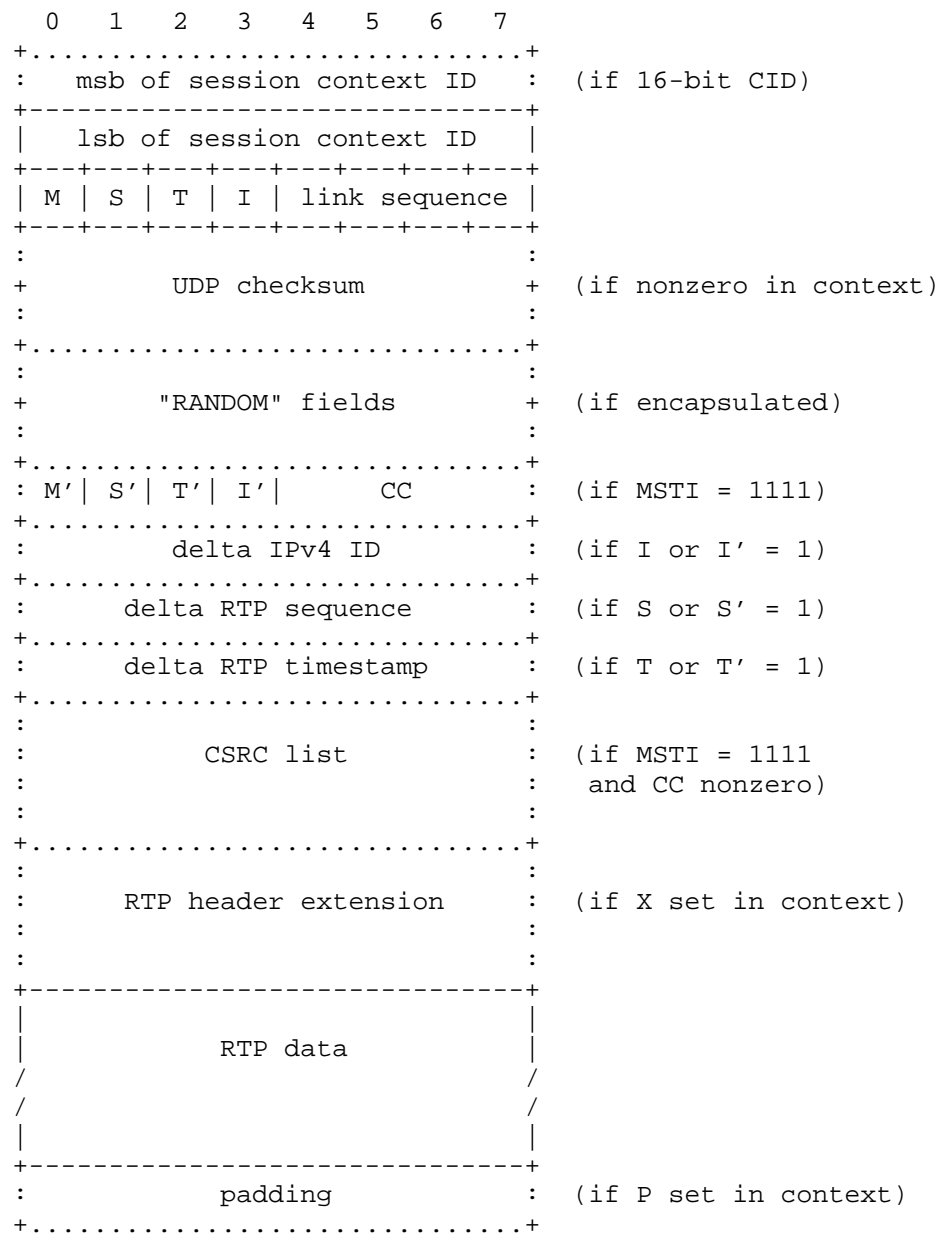 0   1   2   3   4   5   6   7
+...............................+
:   msb of session context ID   :  (if 16-bit CID)
+-------------------------------+
|   lsb of session context ID   |
+---+---+---+---+---+---+---+---+
| M | S | T | I | link sequence |
+---+---+---+---+---+---+---+---+
:                               :
+         UDP checksum          +  (if nonzero in context)
:                               :
+...............................+
:                               :
+        "RANDOM" fields        +  (if encapsulated)
:                               :
+...............................+
: M'| S'| T'| I'|      CC       :  (if MSTI = 1111)
+...............................+
:         delta IPv4 ID         :  (if I or I' = 1)
+...............................+
:      delta RTP sequence       :  (if S or S' = 1)
+...............................+
:      delta RTP timestamp      :  (if T or T' = 1)
+...............................+
:                               :
:           CSRC list           :  (if MSTI = 1111
:                               :   and CC nonzero)
:                               :
+...............................+
:                               :
:      RTP header extension     :  (if X set in context)
:                               :
:                               :
+-------------------------------+
|                               |
|            RTP data           |
/                               /
/                               /
|                               |
+-------------------------------+
:            padding            :  (if P set in context)
+...............................+